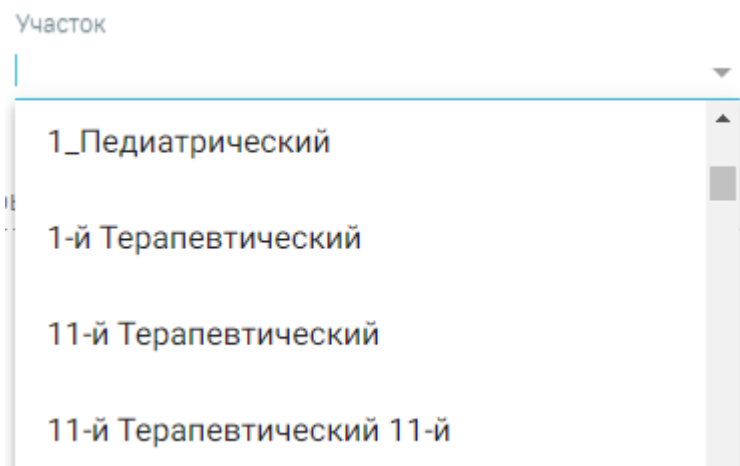 Участок
1_Педиатрический
1-й Терапевтический
11-й Терапевтический
11-й Терапевтический 11-й